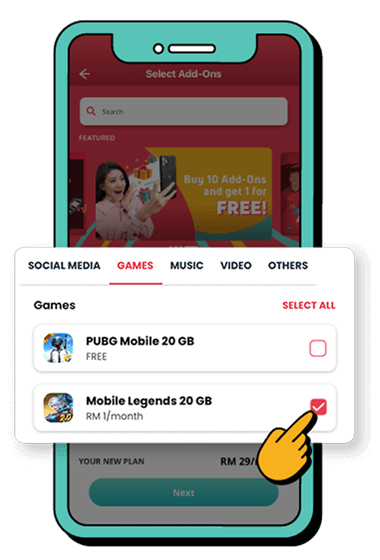 Select Add-Ons
Search
FEATURED
Buy 10 Add-Ons
and get 1 for
FREE!
SOCIAL MEDIA GAMES MUSIC VIDEO OTHERS
Games SELECT ALL
PUBG Mobile 20 GB
FREE
Mobile Legends 20 GB
RM 1/month
2.0
YOUR NEW PLAN RM 29/
Next